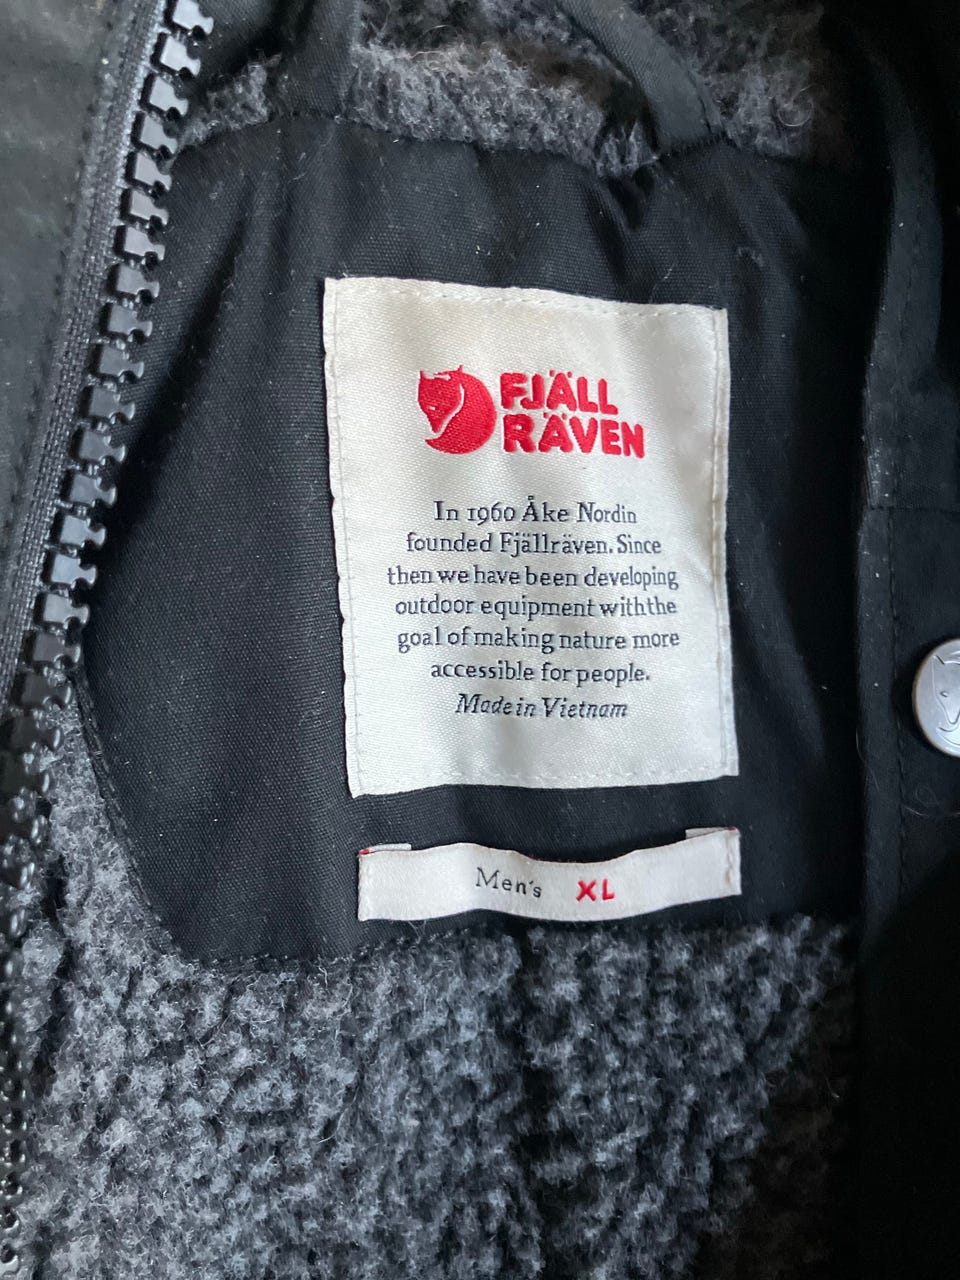 FJÄLL
RÄVEN
In 1960 Åke Nordin
founded Fjällräven. Since
then we have been developing
outdoor equipment with the
goal of making nature more
accessible for people.
Made in Vietnam
Men's XL